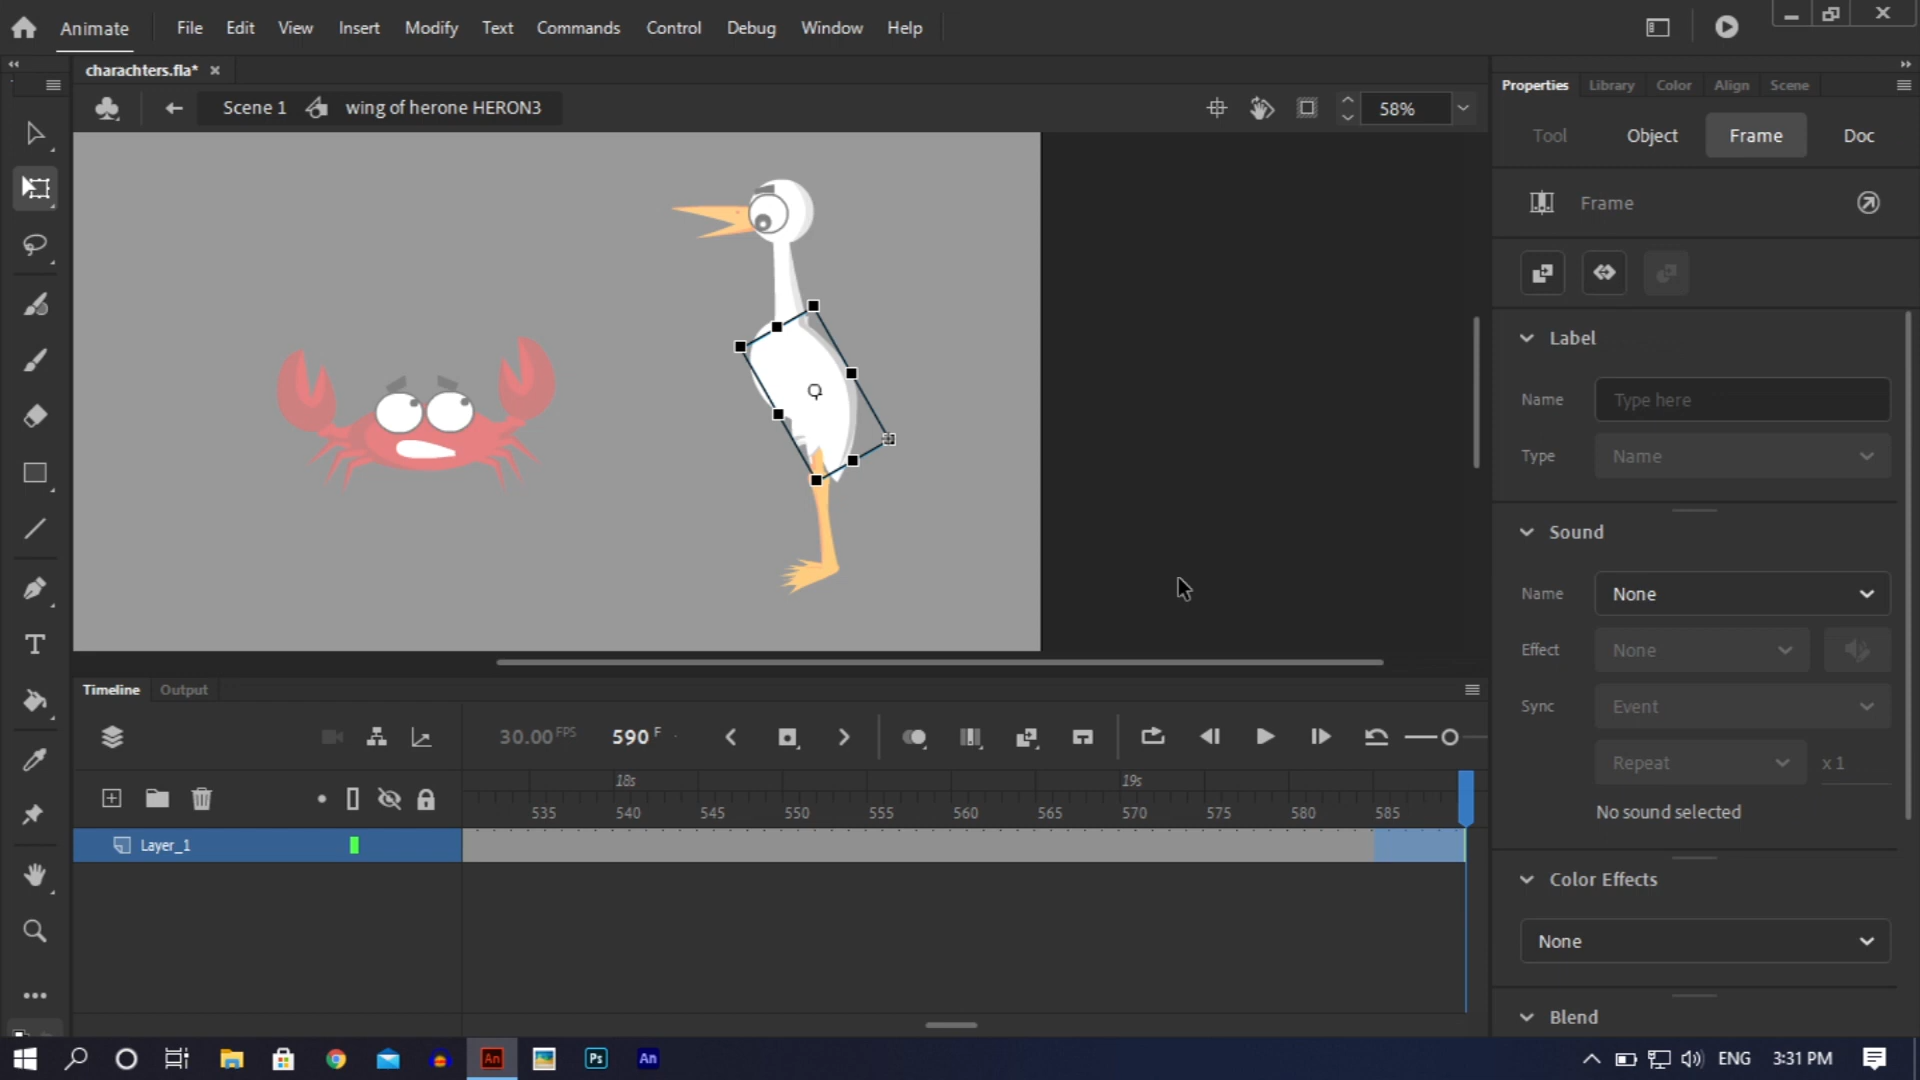 Animate File Edit View Insert Modify Text Commands Control Debug Window Help
charachters.fla*
Scene 1 wing of herone HERON3 58%
Properties Library Color Align Scene
Tool Object Frame Doc
Frame
Label
Name Type here
Type Name
Sound
Name None
Effect None
Sync Event
Repeat x 1
No sound selected
Color Effects
None
Blend
Timeline Output
30.00 FPS 590 F
18s 19s
535 540 545 550 555 560 565 570 575 580 585
Layer_1
An Ps An
ENG 3:31 PM